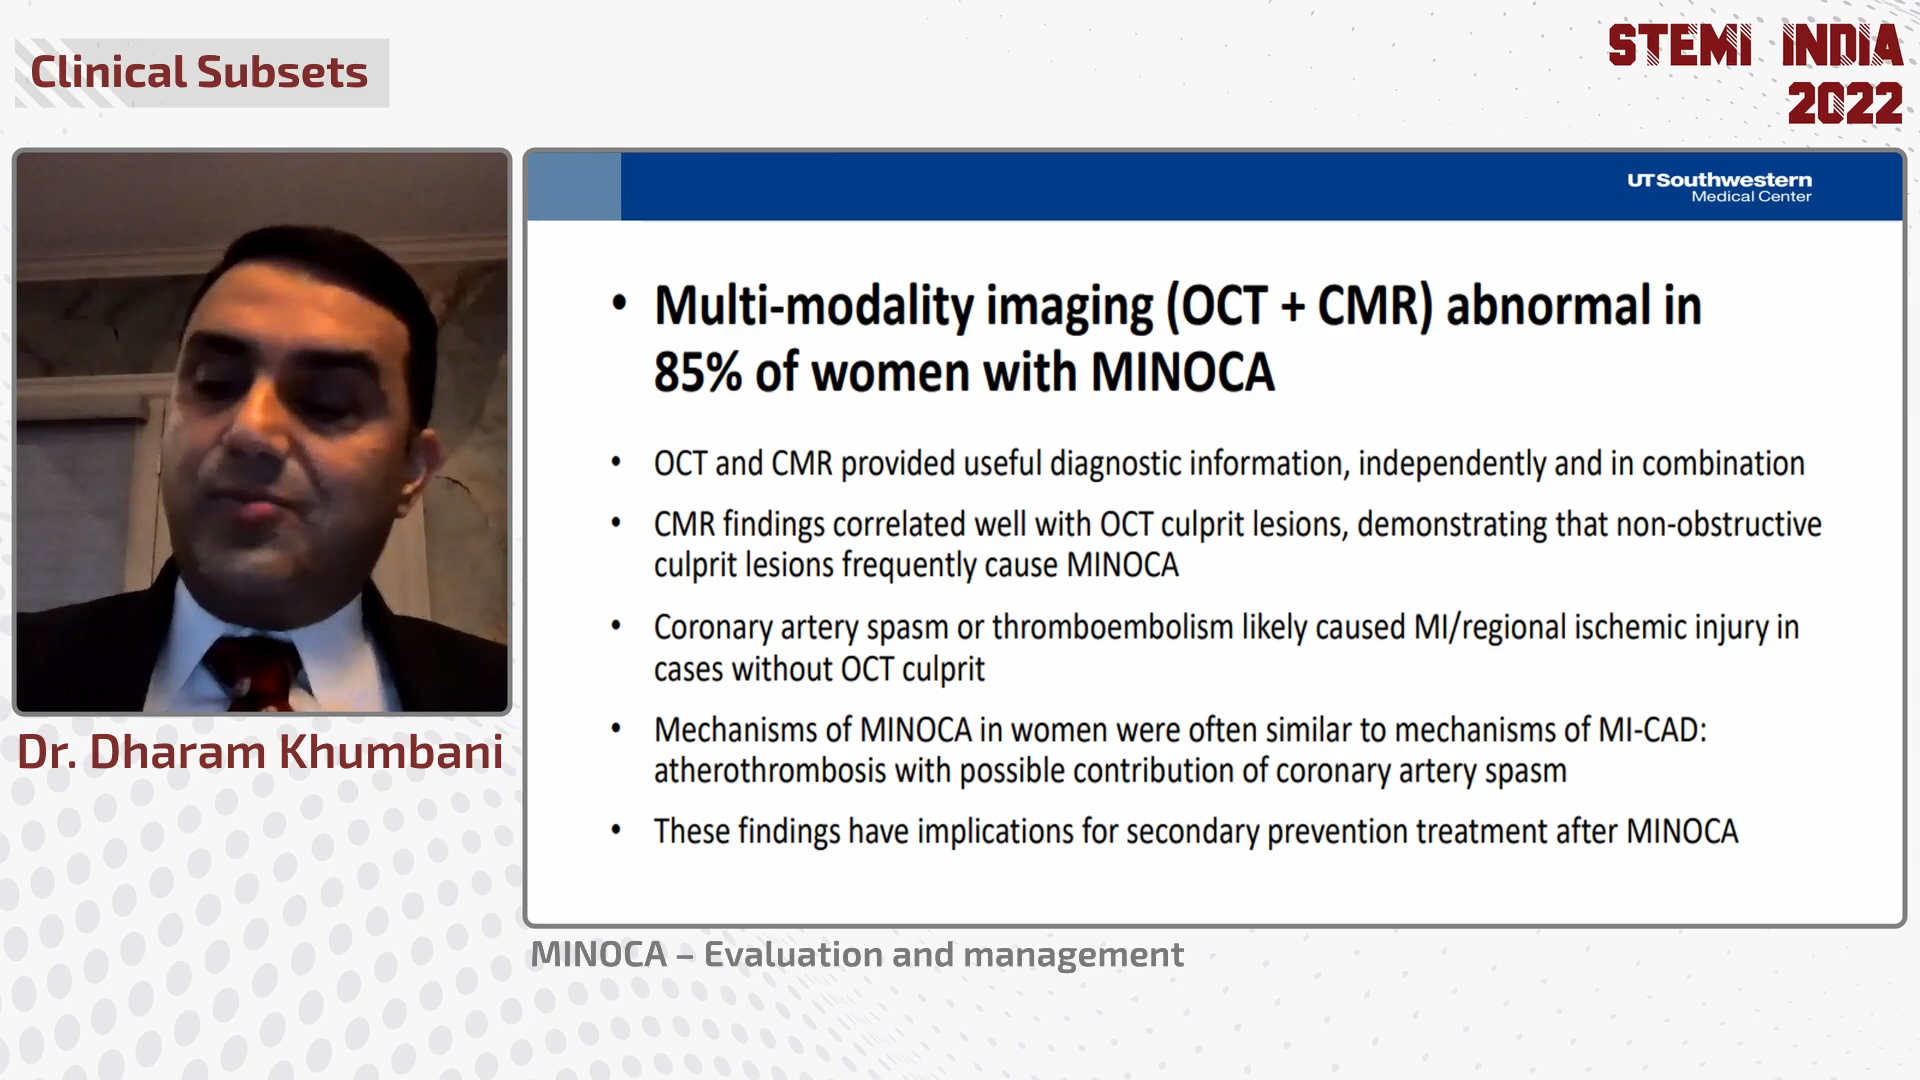 Clinical Subsets
STEMI INDIA
2022
UT Southwestern
Medical Center
• Multi-modality imaging (OCT + CMR) abnormal in
85% of women with MINOCA
• OCT and CMR provided useful diagnostic information, independently and in combination
• CMR findings correlated well with OCT culprit lesions, demonstrating that non-obstructive
culprit lesions frequently cause MINOCA
• Coronary artery spasm or thromboembolism likely caused MI/regional ischemic injury in
cases without OCT culprit
• Mechanisms of MINOCA in women were often similar to mechanisms of MI-CAD:
atherothrombosis with possible contribution of coronary artery spasm
• These findings have implications for secondary prevention treatment after MINOCA
Dr. Dharam Khumbani
MINOCA – Evaluation and management